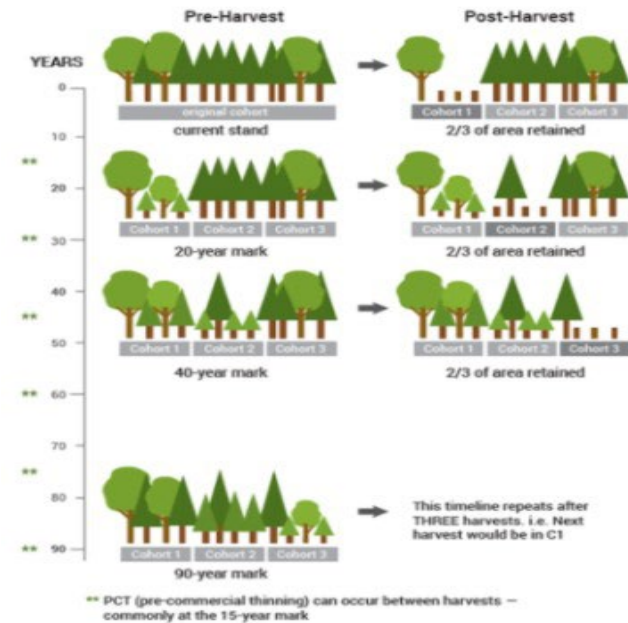 Pre-Harvest
Post-Harvest
YEARS
0
original cohort
Cohort 1
Cohort 2
Cohort 3
current stand
2/3 of area retained
10
**
20
Cohort 1
Cohort 2
Cohort 3
Cohort 1
Cohort 2
Cohort 3
20-year mark
2/3 of area retained
**
30
40
**
50
Cohort 1
Cohort 2
Cohort 3
Cohort 1
Cohort 2
Cohort 3
40-year mark
2/3 of area retained
**
60
70
**
80
This timeline repeats after
THREE harvests. i.e. Next
harvest would be in C1
**
90
Cohort 1
Cohort 2
Cohort 3
90-year mark
** PCT (pre-commercial thinning) can occur between harvests —
commonly at the 15-year mark